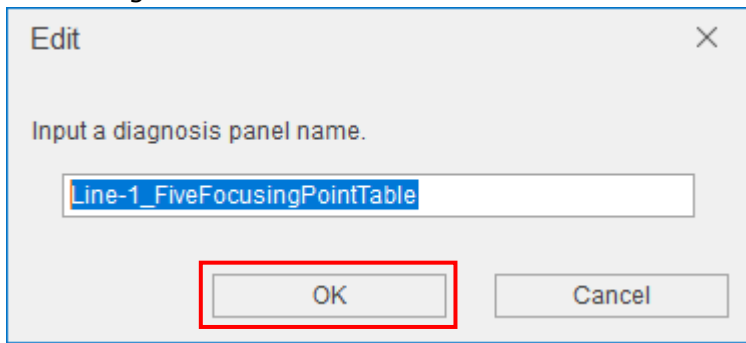 Edit
Input a diagnosis panel name.
Line-1_FiveFocusingPointTable
OK Cancel